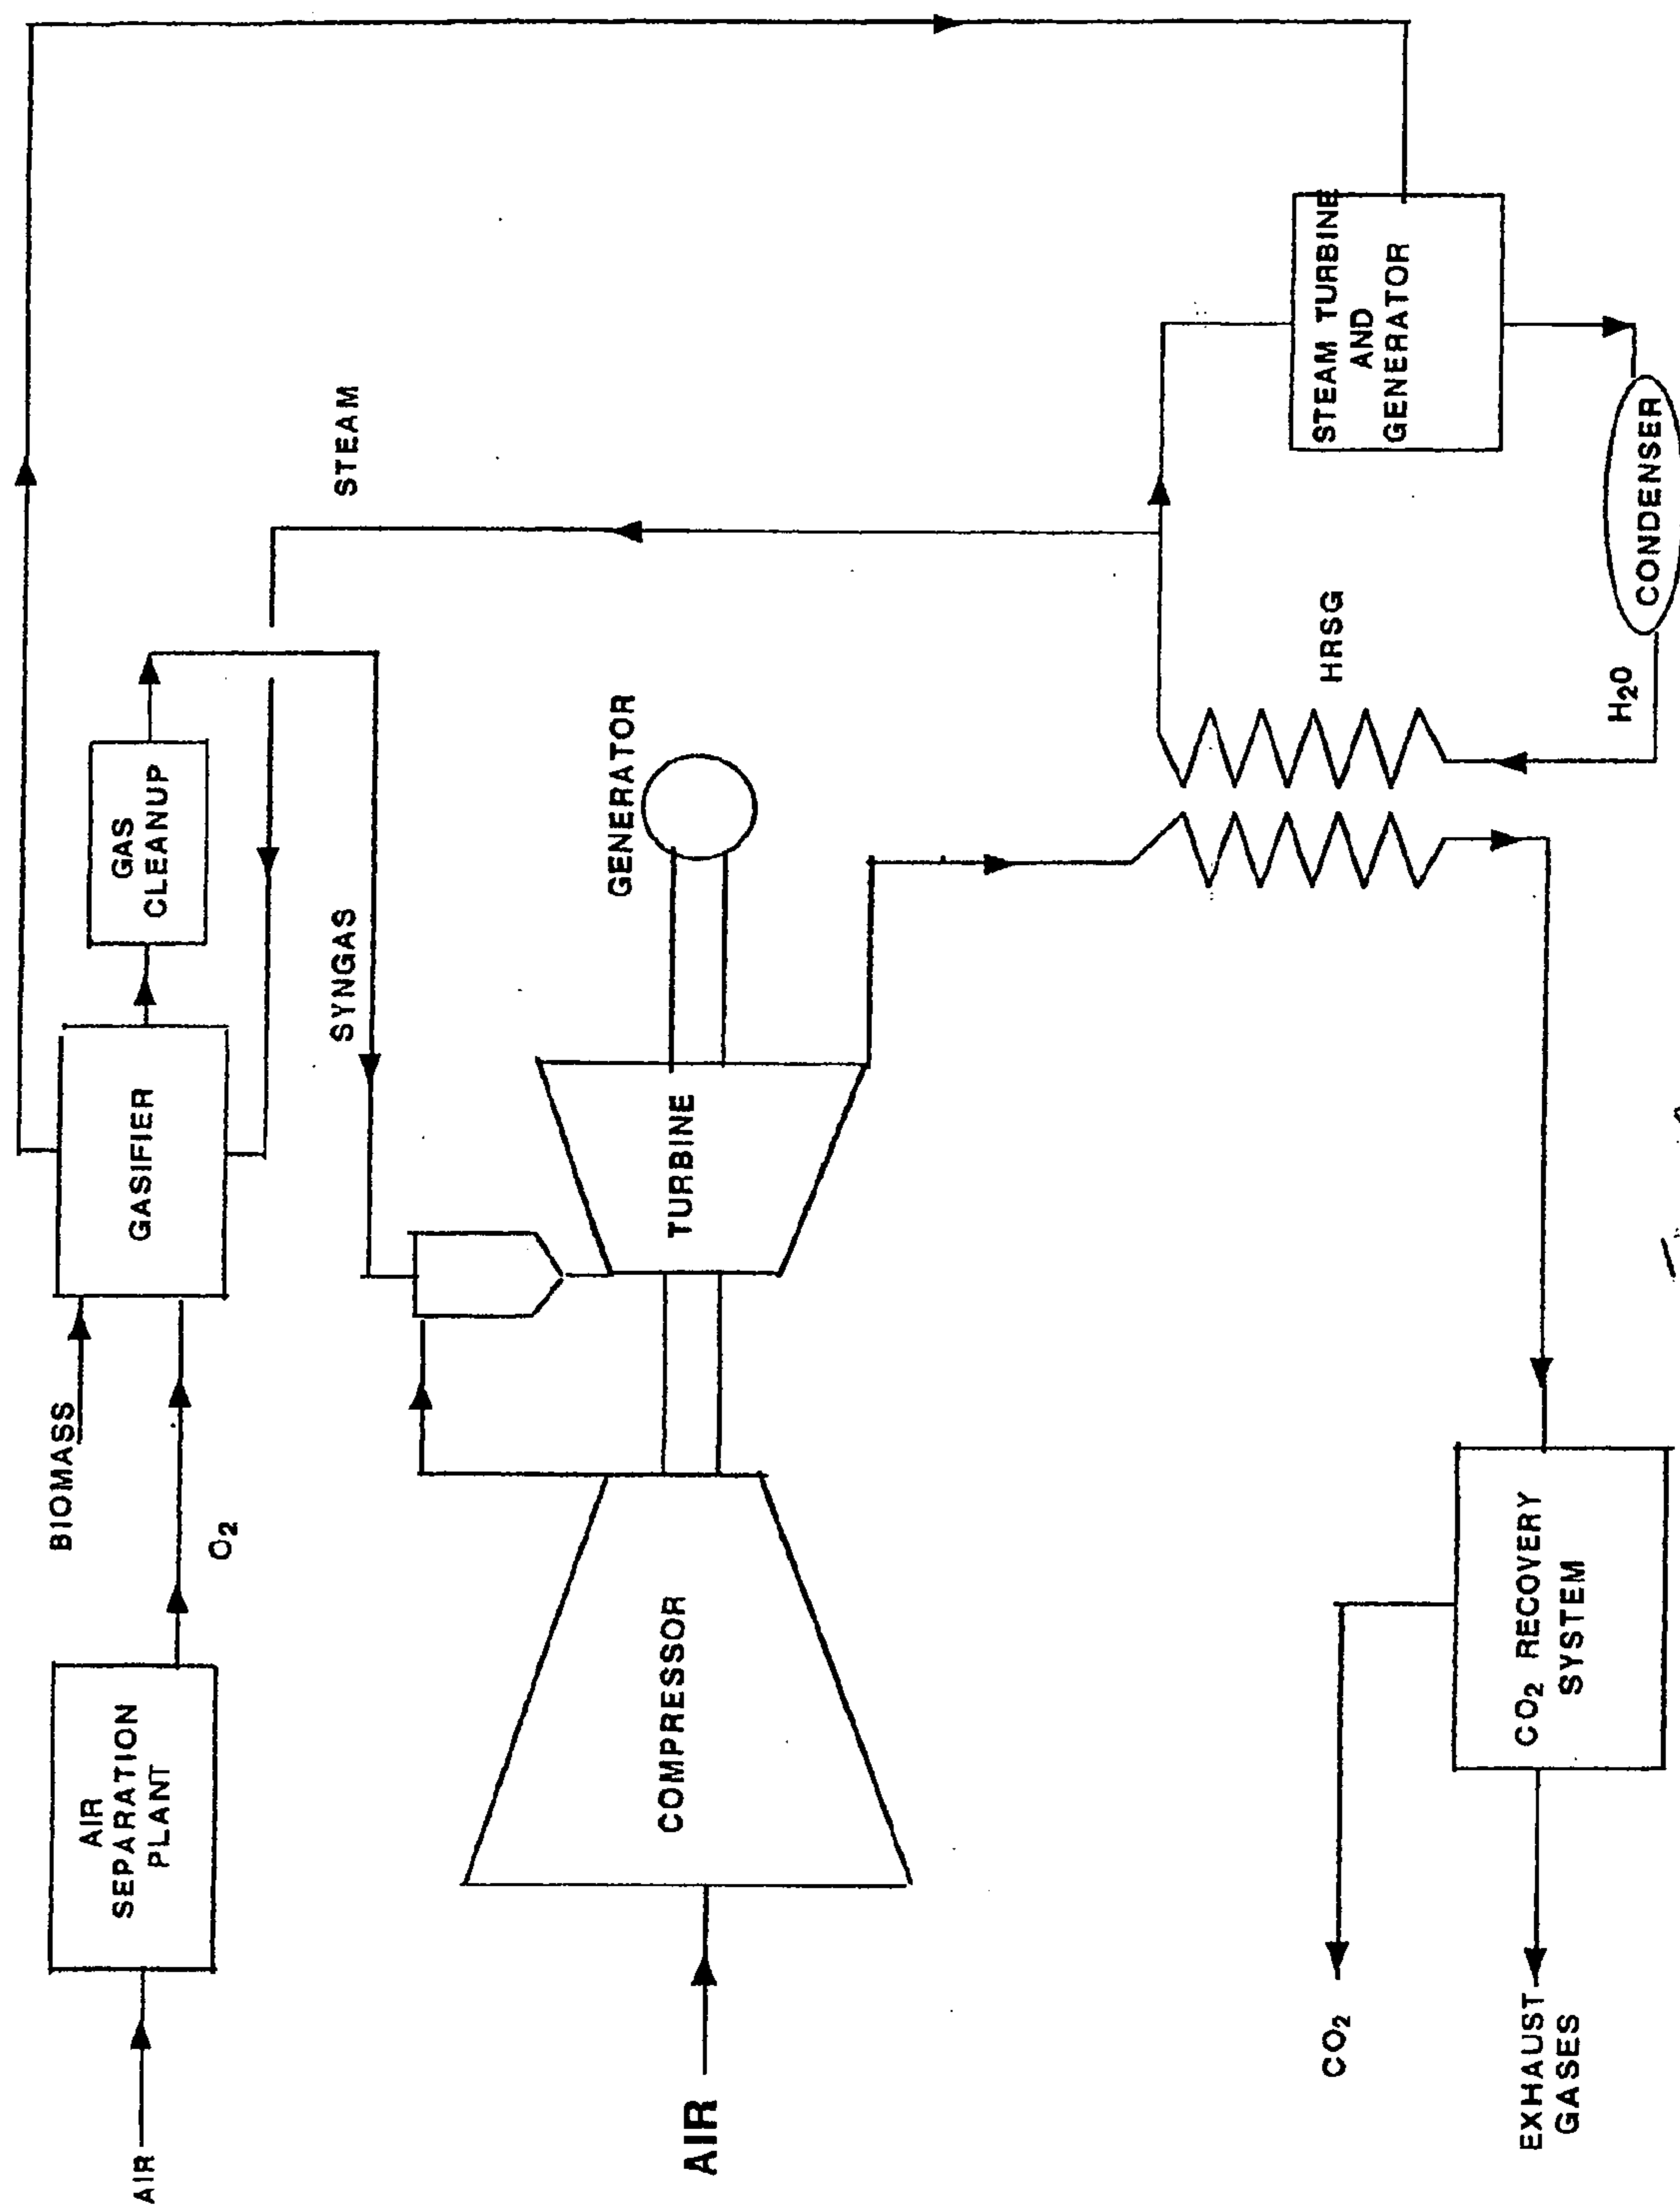 AIR
AIR
SEPARATION
PLANT
O₂
BIOMASS
GASIFIER
GAS
CLEANUP
STEAM
SYNGAS
AIR
COMPRESSOR
TURBINE
GENERATOR
HRSG
STEAM TURBINE
AND
GENERATOR
CONDENSER
H₂O
CO₂
EXHAUST
GASES
CO₂ RECOVERY
SYSTEM